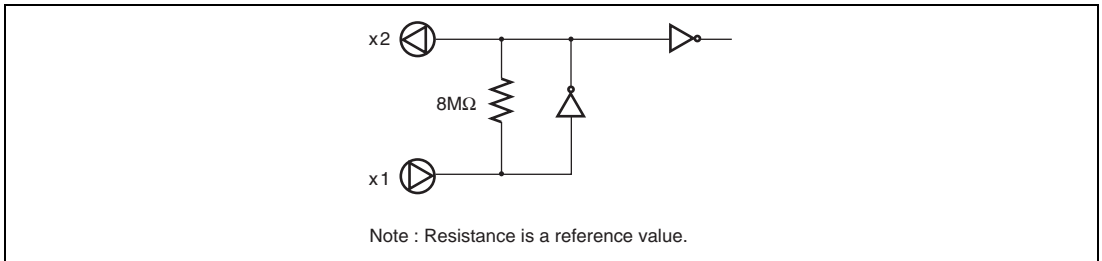 x2
8MΩ
x1
Note : Resistance is a reference value.